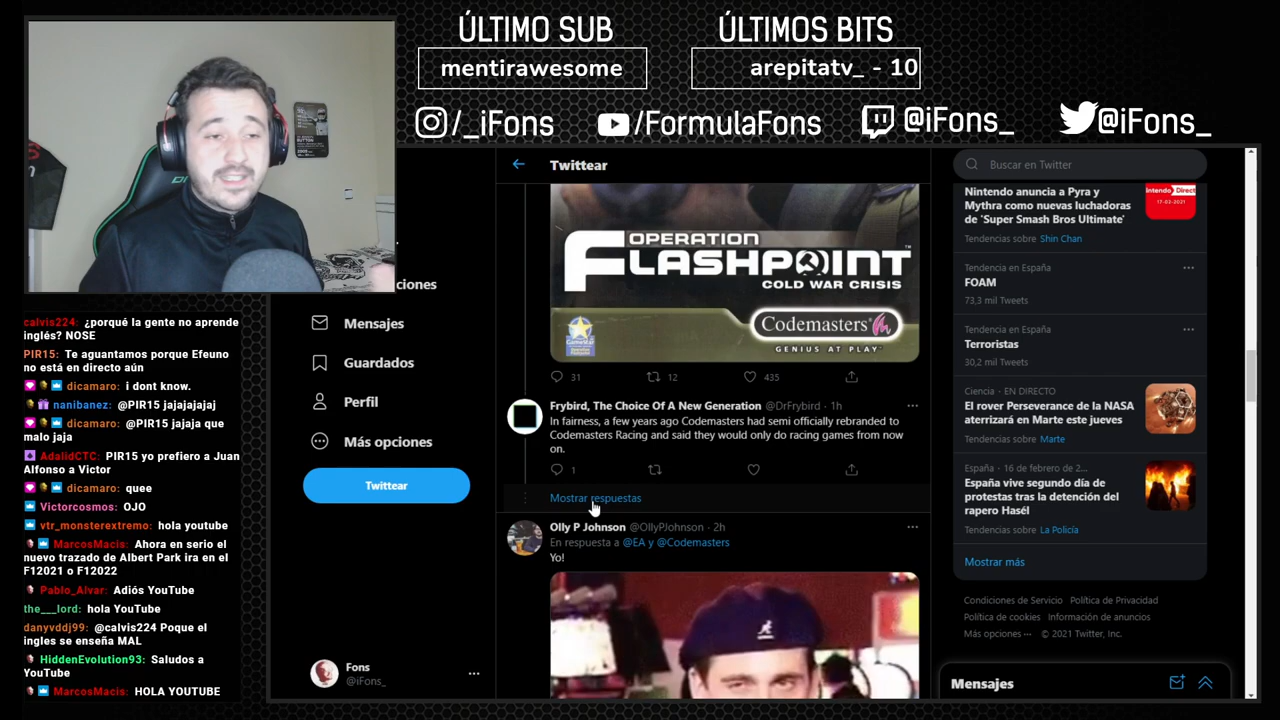 ÚLTIMO SUB
mentirawesome
ÚLTIMOS BITS
arepitatv_ - 10
/_iFons
/FormulaFons
@iFons_
@iFons_
calvis224: ¿porqué la gente no aprende
inglés? NOSE
PIR15: Te aguantamos porque Efeuno
no está en directo aún
dicamaro: i dont know.
nanibanez: @PIR15 jajajajajaj
dicamaro: @PIR15 jajaja que
malo jaja
AdalidCTC: PIR15 yo prefiero a Juan
Alfonso a Victor
dicamaro: quee
Victorcosmos: OJO
vtr_monsterextremo: hola youtube
MarcosMacis: Ahora en serio el
nuevo trazado de Albert Park ira en el
F12021 o F12022
Pablo_Alvar: Adiós YouTube
the___lord: hola YouTube
danyvddj99: @calvis224 Poque el
ingles se enseña MAL
HiddenEvolution93: Saludos a
YouTube
MarcosMacis: HOLA YOUTUBE
ciones
Mensajes
Guardados
Perfil
Más opciones
Twittear
Fons
@iFons_
Twittear
OPERATION
FLASHPOINT
COLD WAR CRISIS
Codemasters
GENIUS AT PLAY
31
12
435
Frybird, The Choice Of A New Generation @DrFrybird · 1h
In fairness, a few years ago Codemasters had semi officially rebranded to
Codemasters Racing and said they would only do racing games from now
on.
1
Mostrar respuestas
Olly P Johnson @OllyPJohnson · 2h
En respuesta a @EA y @Codemasters
Yo!
Buscar en Twitter
Nintendo anuncia a Pyra y
Mythra como nuevas luchadoras
de 'Super Smash Bros Ultimate'
Tendencias sobre Shin Chan
Tendencia en España
FOAM
73,3 mil Tweets
Tendencia en España
Terroristas
30,2 mil Tweets
Ciencia · EN DIRECTO
El rover Perseverance de la NASA
aterrizará en Marte este jueves
Tendencias sobre Marte
España · 16 de febrero de 2...
España vive segundo día de
protestas tras la detención del
rapero Hasél
Tendencias sobre La Policía
Mostrar más
Condiciones de Servicio Política de Privacidad
Política de cookies Información de anuncios
Más opciones ··· © 2021 Twitter, Inc.
Mensajes